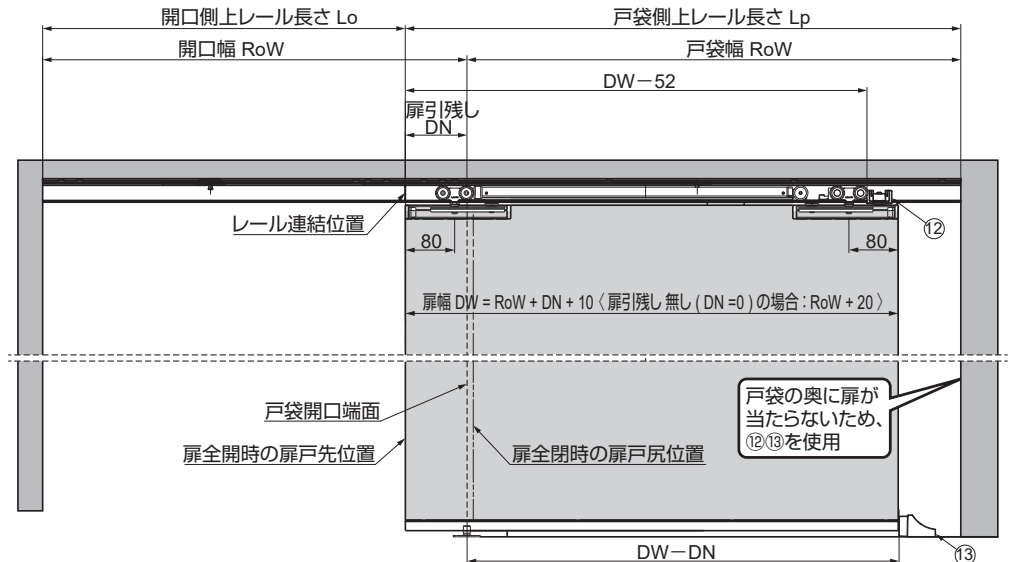 開口側上レール長さ Lo
戸袋側上レール長さ Lp
開口幅 RoW
戸袋幅 RoW
DW－52
扉引残し
DN
レール連結位置
⑫
80
80
扉幅 DW = RoW + DN + 10〈 扉引残し 無し ( DN =0 ) の場合 : RoW + 20 〉
戸袋開口端面
戸袋の奥に扉が
当たらないため、
⑫⑬を使用
扉全開時の扉戸先位置
扉全閉時の扉戸尻位置
DW－DN
⑬